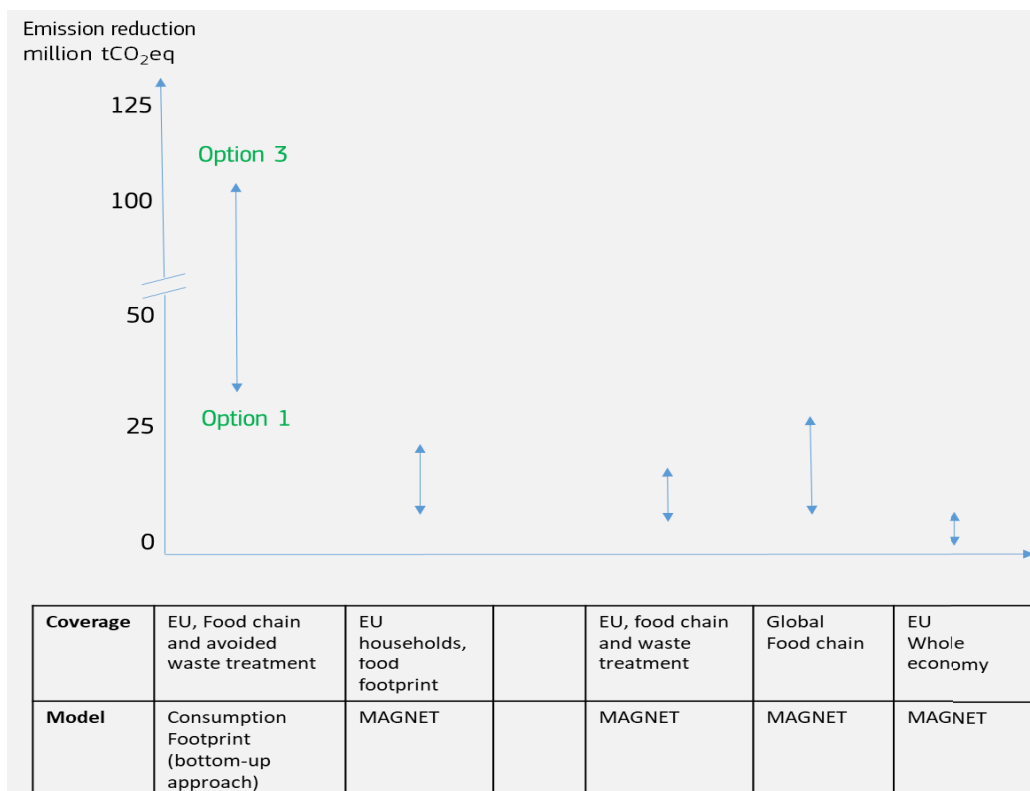 Emission reduction
million tCO₂eq
125
Option 3
100
50
25
Option 1
0
Coverage
EU, Food chain
and avoided
waste treatment
EU
households,
food
footprint
EU, food chain
and waste
treatment
Global
Food chain
EU
Whole
economy
Model
Consumption
Footprint
(bottom-up
approach)
MAGNET
MAGNET
MAGNET
MAGNET